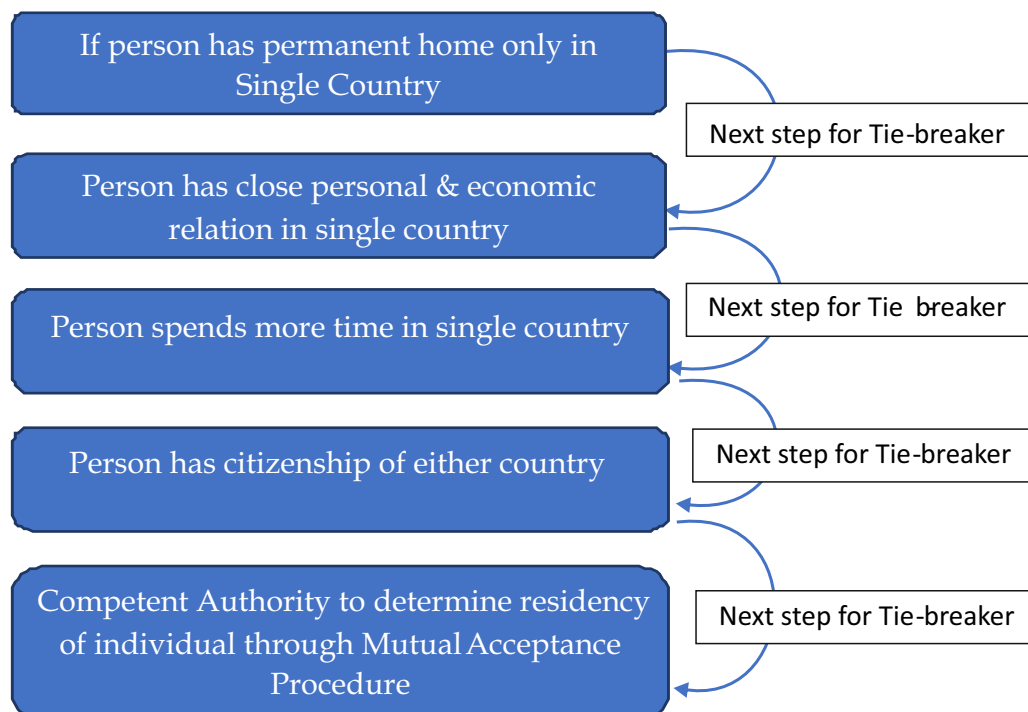 If person has permanent home only in
Single Country
Next step for Tie-breaker
Person has close personal & economic
relation in single country
Next step for Tie breaker
Person spends more time in single country
Next step for Tie-breaker
Person has citizenship of either country
Next step for Tie-breaker
Competent Authority to determine residency
of individual through Mutual Acceptance
Procedure